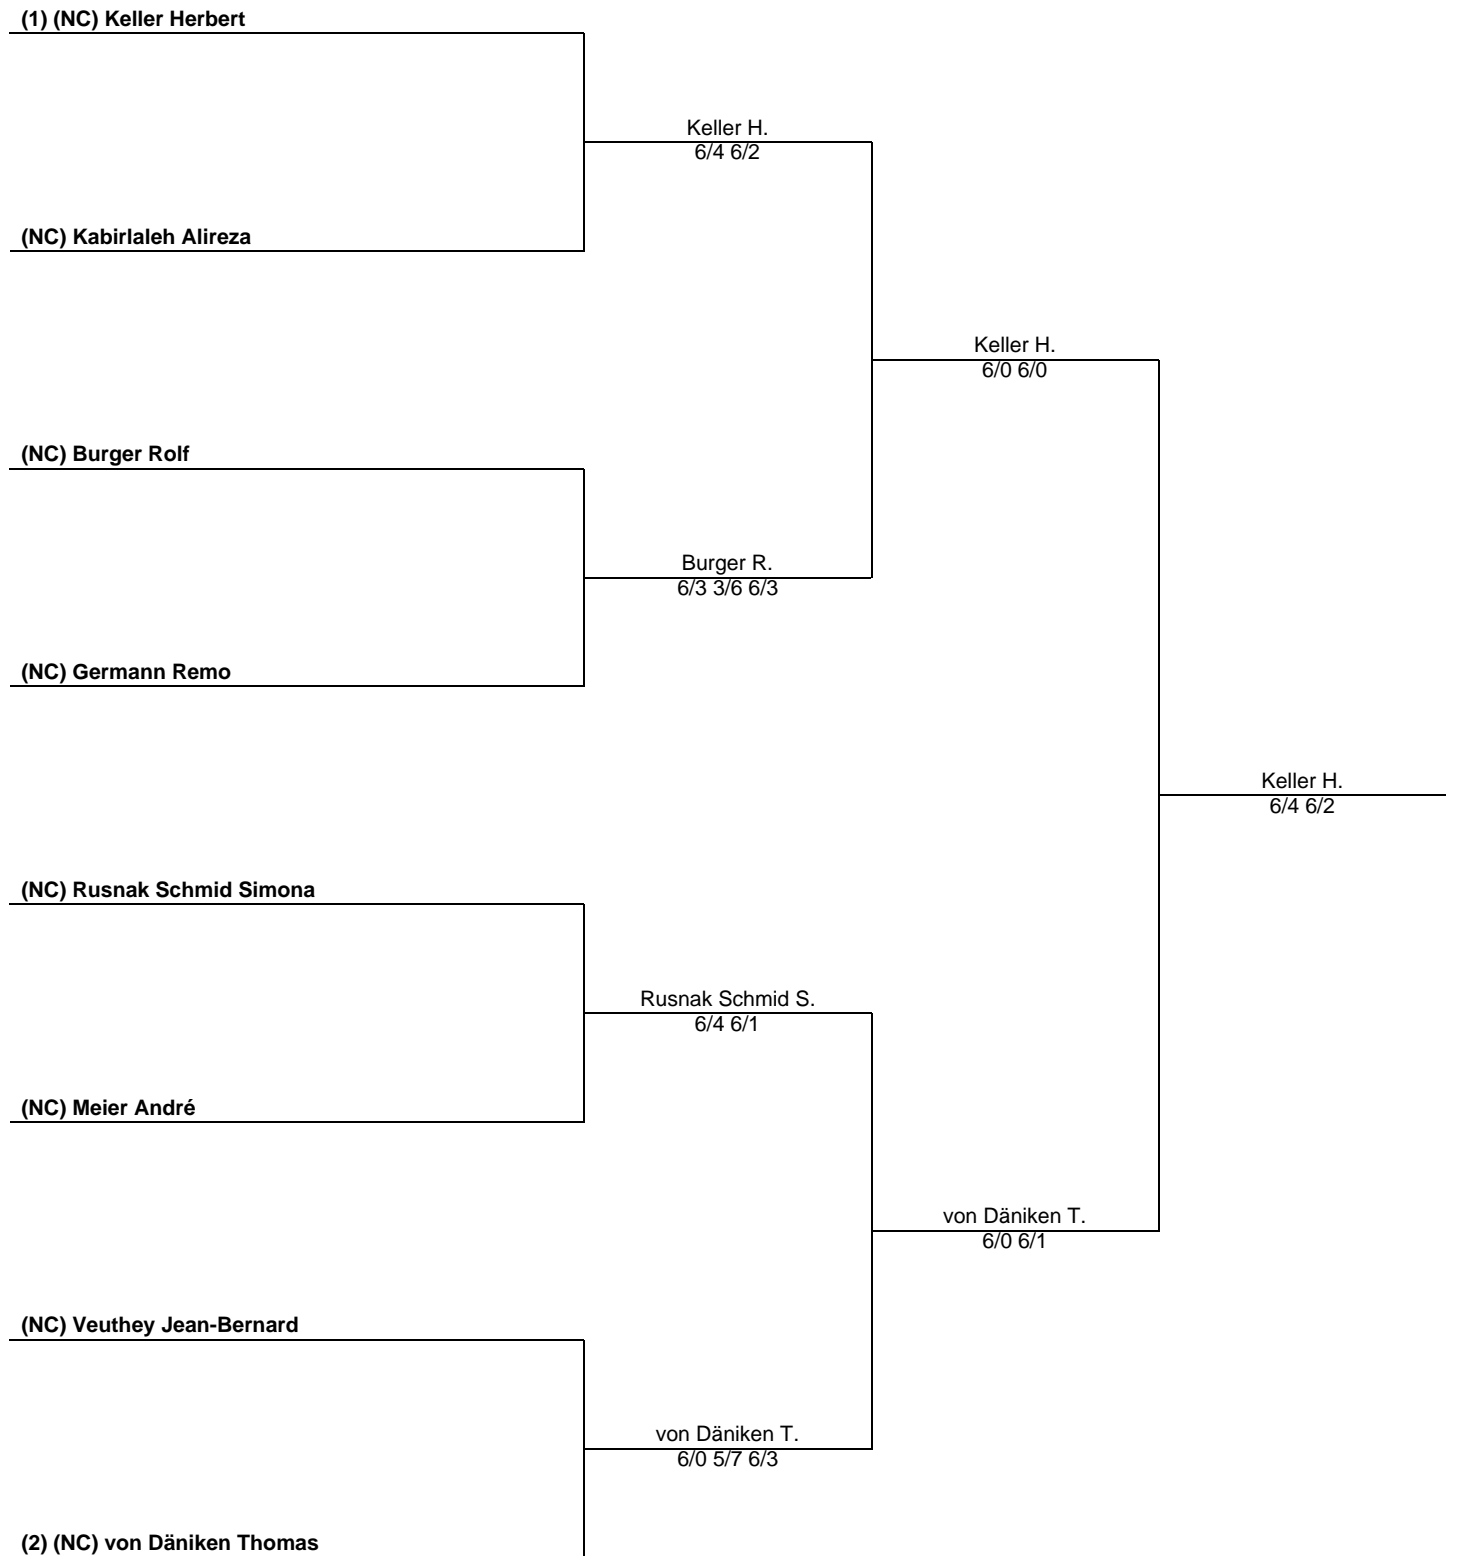 (1) (NC) Keller Herbert
Keller H.
6/4 6/2
(NC) Kabirlaleh Alireza
Keller H.
6/0 6/0
(NC) Burger Rolf
Burger R.
6/3 3/6 6/3
(NC) Germann Remo
Keller H.
6/4 6/2
(NC) Rusnak Schmid Simona
Rusnak Schmid S.
6/4 6/1
(NC) Meier André
von Däniken T.
6/0 6/1
(NC) Veuthey Jean-Bernard
von Däniken T.
6/0 5/7 6/3
(2) (NC) von Däniken Thomas